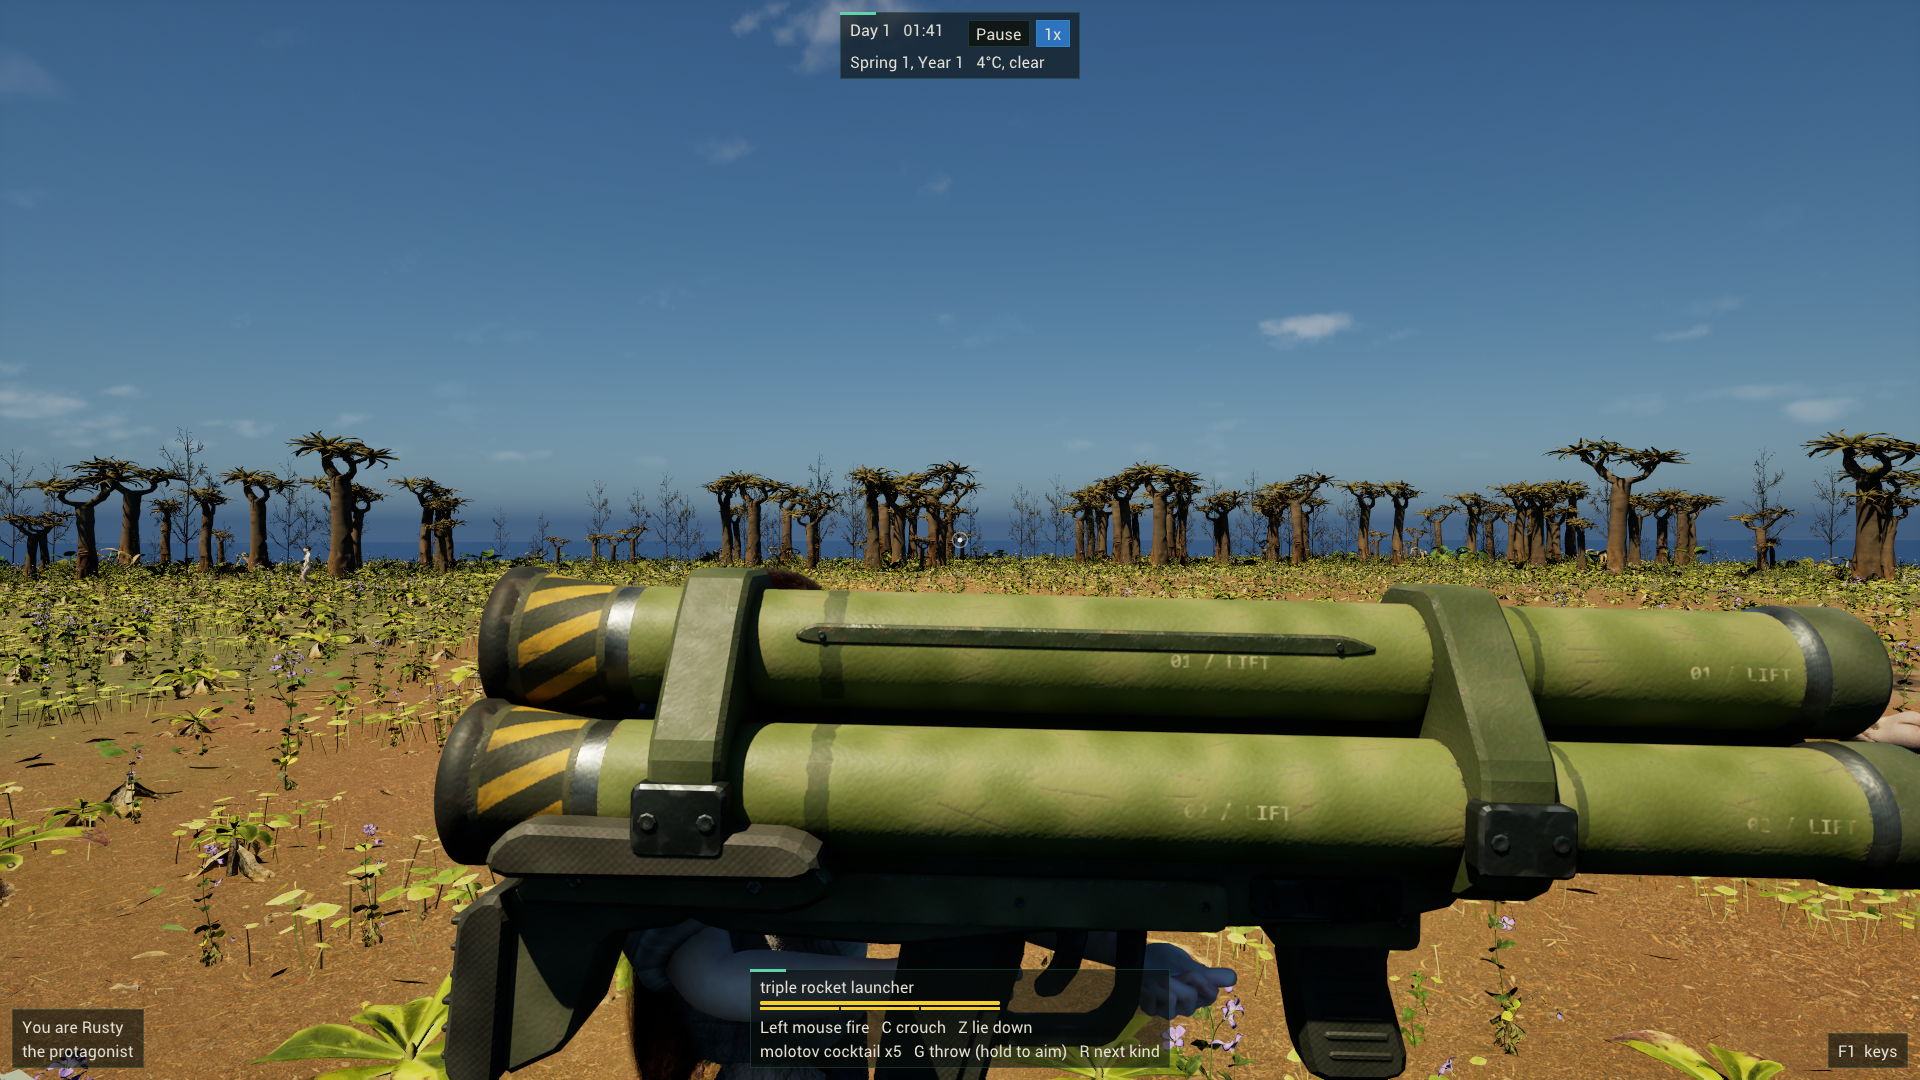 Day 1 01:41 Pause 1x
Spring 1, Year 1 4°C, clear
01 / LIFT
01 / LIFT
02 / LIFT
02 / LIFT
triple rocket launcher
Left mouse fire C crouch Z lie down
molotov cocktail x5 G throw (hold to aim) R next kind
You are Rusty
the protagonist
F1 keys